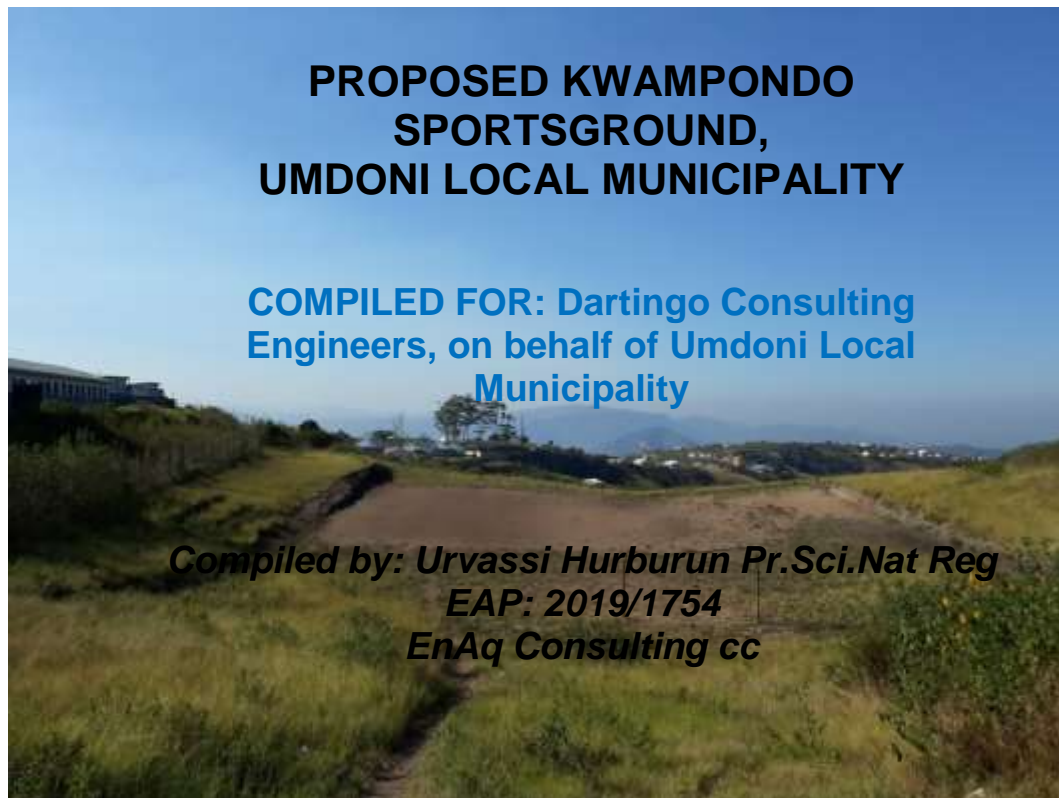 PROPOSED KWAMPONDO
SPORTSGROUND,
UMDONI LOCAL MUNICIPALITY
COMPILED FOR: Dartingo Consulting
Engineers, on behalf of Umdoni Local
Municipality
Compiled by: Urvassi Hurburun Pr.Sci.Nat Reg
EAP: 2019/1754
EnAq Consulting cc